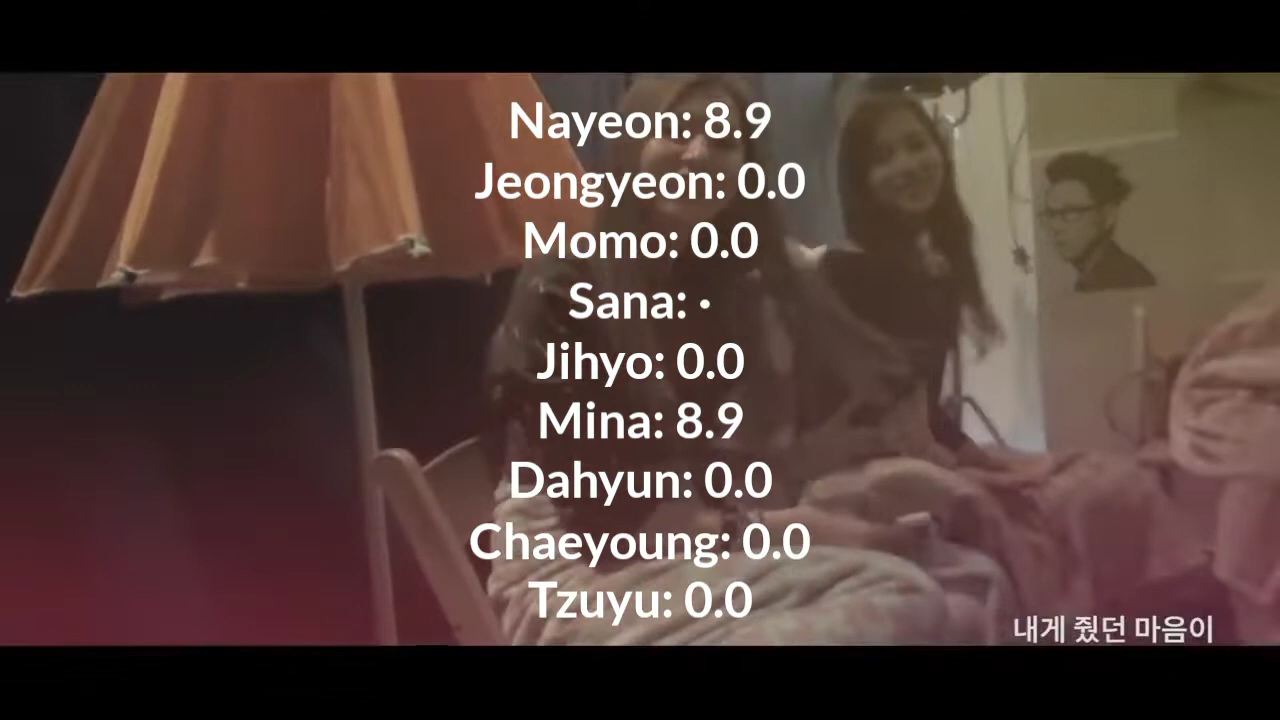 Nayeon: 8.9
Jeongyeon: 0.0
Momo: 0.0
Sana: ·
Jihyo: 0.0
Mina: 8.9
Dahyun: 0.0
Chaeyoung: 0.0
Tzuyu: 0.0
내게 줬던 마음이